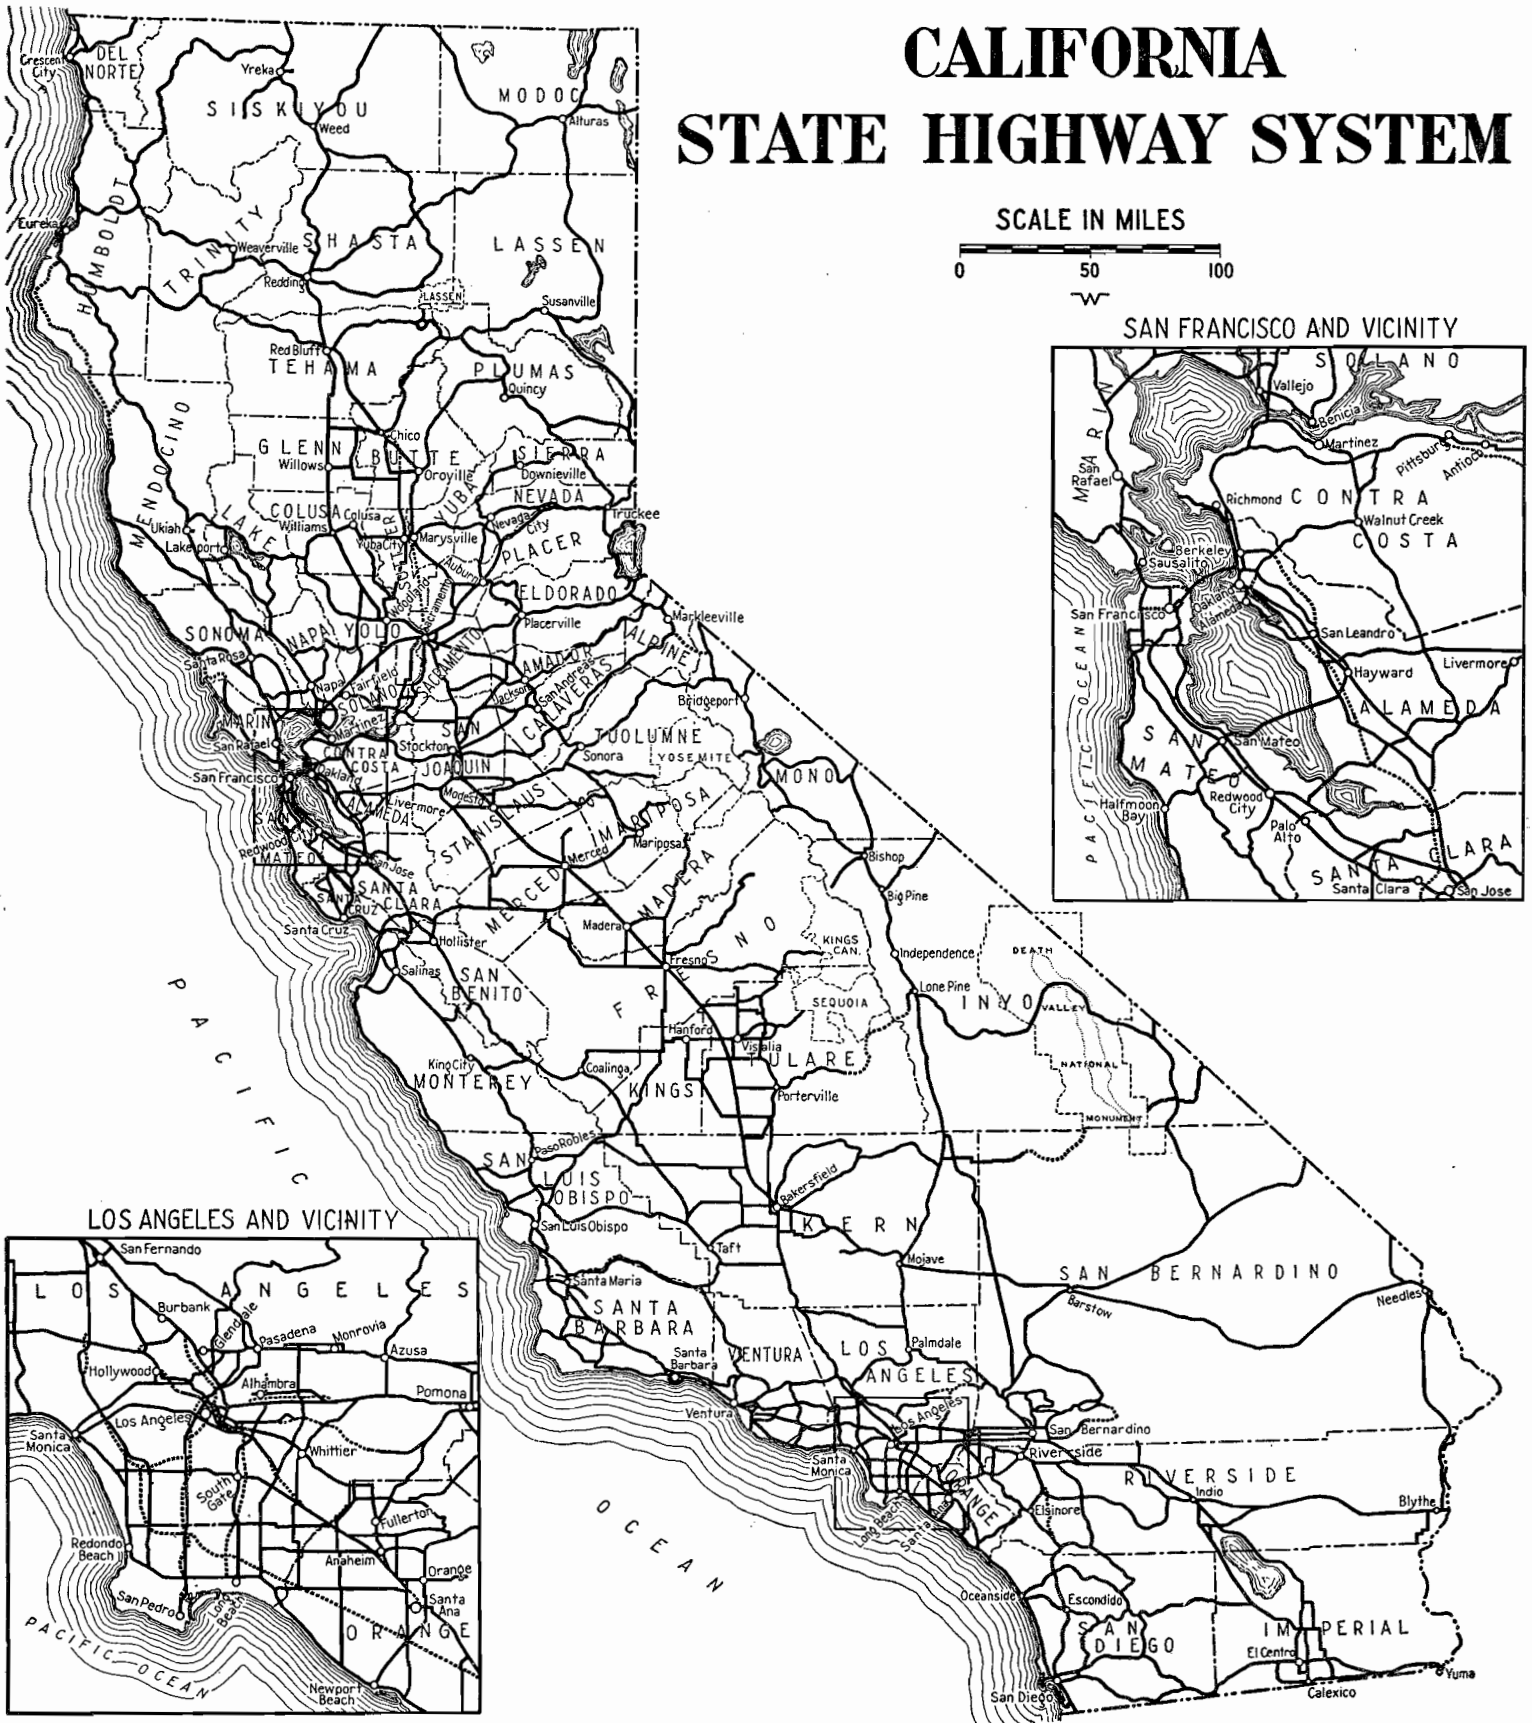 CALIFORNIA
STATE HIGHWAY SYSTEM
SCALE IN MILES
0 50 100
SAN FRANCISCO AND VICINITY
SOLANO
Vallejo
Benicia
Martinez
Pittsburg
Antioch
MARIN
San
Rafael
Richmond
CONTRA
COSTA
Walnut Creek
Berkeley
Sausalito
San Francisco
Oakland
Alameda
San Leandro
Hayward
Livermore
ALAMEDA
PACIFIC OCEAN
SAN
MATEO
San Mateo
Halfmoon
Bay
Redwood
City
Palo
Alto
SANTA CLARA
Santa Clara
San Jose
Crescent
City
DEL
NORTE
Yreka
SISKIYOU
Weed
MODOC
Alturas
Eureka
HUMBOLDT
TRINITY
Weaverville
SHASTA
Redding
LASSEN
LASSEN
Susanville
Red Bluff
TEHAMA
PLUMAS
Quincy
MENDOCINO
GLENN
Willows
Chico
BUTTE
Oroville
SIERRA
Downieville
YUBA
NEVADA
Nevada
City
Truckee
COLUSA
Colusa
Williams
LAKE
Ukiah
Lakeport
SUTTER
Yuba City
Marysville
PLACER
Auburn
ELDORADO
Placerville
Woodland
Sacramento
SONOMA
NAPA
YOLO
Santa Rosa
Napa
Fairfield
SOLANO
SACRAMENTO
AMADOR
Jackson
San Andreas
CALAVERAS
ALPINE
Markleeville
Bridgeport
MARIN
San Rafael
Martinez
CONTRA
COSTA
SAN
JOAQUIN
Stockton
TUOLUMNE
Sonora
YOSEMITE
MONO
San Francisco
Oakland
ALAMEDA
Livermore
Modesto
STANISLAUS
MARIPOSA
Mariposa
SAN
MATEO
Redwood City
San Jose
SANTA
CLARA
SANTA
CRUZ
Santa Cruz
MERCED
Merced
MADERA
Madera
Bishop
Big Pine
Hollister
Salinas
SAN
BENITO
FRESNO
Fresno
KINGS
CAN.
SEQUOIA
Independence
Lone Pine
INYO
DEATH
VALLEY
NATIONAL
MONUMENT
Hanford
Visalia
TULARE
King City
MONTEREY
Coalinga
KINGS
Porterville
PACIFIC
OCEAN
SAN
LUIS
OBISPO
Paso Robles
San Luis Obispo
Bakersfield
KERN
Taft
Mojave
SAN BERNARDINO
Barstow
Needles
Santa Maria
SANTA
BARBARA
Santa
Barbara
VENTURA
Ventura
LOS
ANGELES
Palmdale
Los Angeles
San Bernardino
Riverside
Santa
Monica
ORANGE
Long Beach
Santa Ana
RIVERSIDE
Elsinore
Indio
Blythe
Oceanside
Escondido
SAN
DIEGO
San Diego
IMPERIAL
El Centro
Calexico
Yuma
LOS ANGELES AND VICINITY
San Fernando
LOS ANGELES
Burbank
Glendale
Pasadena
Monrovia
Azusa
Hollywood
Alhambra
Pomona
Los Angeles
Santa
Monica
Whittier
South
Gate
Fullerton
Redondo
Beach
Anaheim
Orange
San Pedro
Long
Beach
Santa
Ana
ORANGE
PACIFIC OCEAN
Newport
Beach